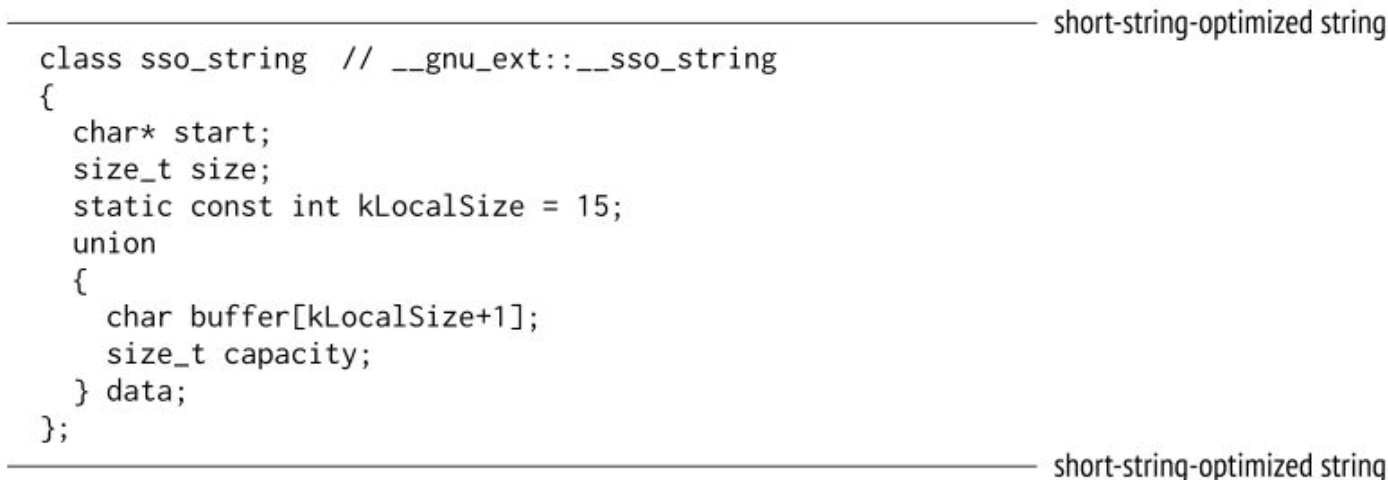 short-string-optimized string
class sso_string  // __gnu_ext::__sso_string
{
  char* start;
  size_t size;
  static const int kLocalSize = 15;
  union
  {
    char buffer[kLocalSize+1];
    size_t capacity;
  } data;
};
short-string-optimized string